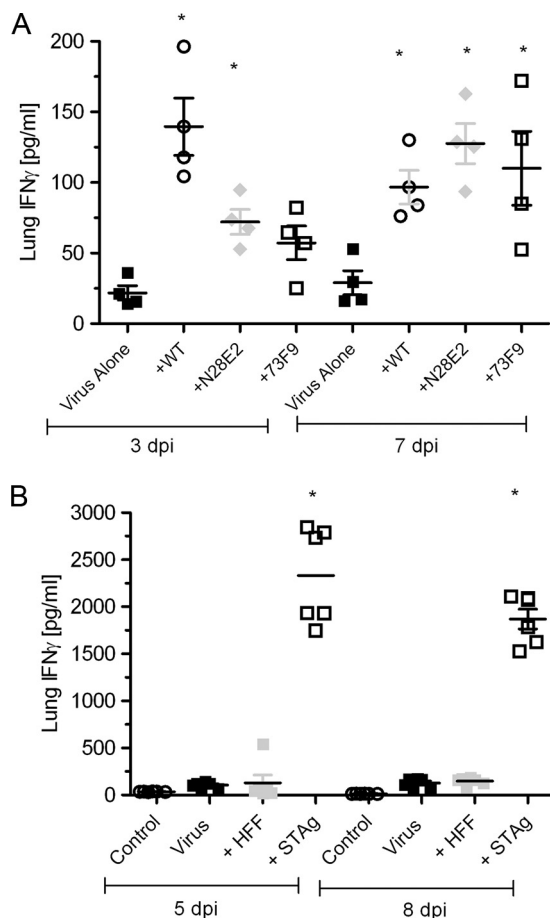 A
Lung IFNγ [pg/ml]
200
150
100
50
0
*
*
*
*
*
Virus Alone
+WT
+N28E2
+73F9
Virus Alone
+WT
+N28E2
+73F9
3 dpi
7 dpi
B
Lung IFNγ [pg/ml]
3000
2500
2000
1500
1000
500
0
*
*
Control
Virus
+ HFF
+ STAg
Control
Virus
+ HFF
+ STAg
5 dpi
8 dpi